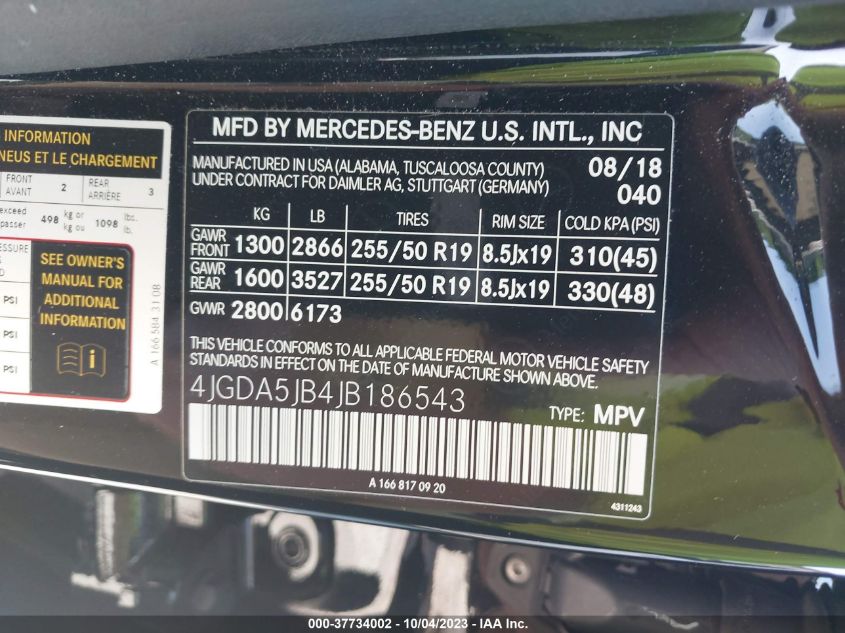 INFORMATION
NEUS ET LE CHARGEMENT
FRONT AVANT 2 REAR ARRIÈRE 3
exceed
passer 498 kg or kg ou 1098 lbs. lb.
PRESSURE
SEE OWNER'S
MANUAL FOR
ADDITIONAL
INFORMATION
PSI
PSI
PSI
A 166 584 31 08
MFD BY MERCEDES-BENZ U.S. INTL., INC
MANUFACTURED IN USA (ALABAMA, TUSCALOOSA COUNTY) 08/18
UNDER CONTRACT FOR DAIMLER AG, STUTTGART (GERMANY) 040
KG LB TIRES RIM SIZE COLD KPA (PSI)
GAWR FRONT 1300 2866 255/50 R19 8.5Jx19 310(45)
GAWR REAR 1600 3527 255/50 R19 8.5Jx19 330(48)
GVWR 2800 6173
THIS VEHICLE CONFORMS TO ALL APPLICABLE FEDERAL MOTOR VEHICLE SAFETY
STANDARDS IN EFFECT ON THE DATE OF MANUFACTURE SHOWN ABOVE.
4JGDA5JB4JB186543 TYPE: MPV
A 166 817 09 20
4311243
000-37734002 - 10/04/2023 - IAA Inc.